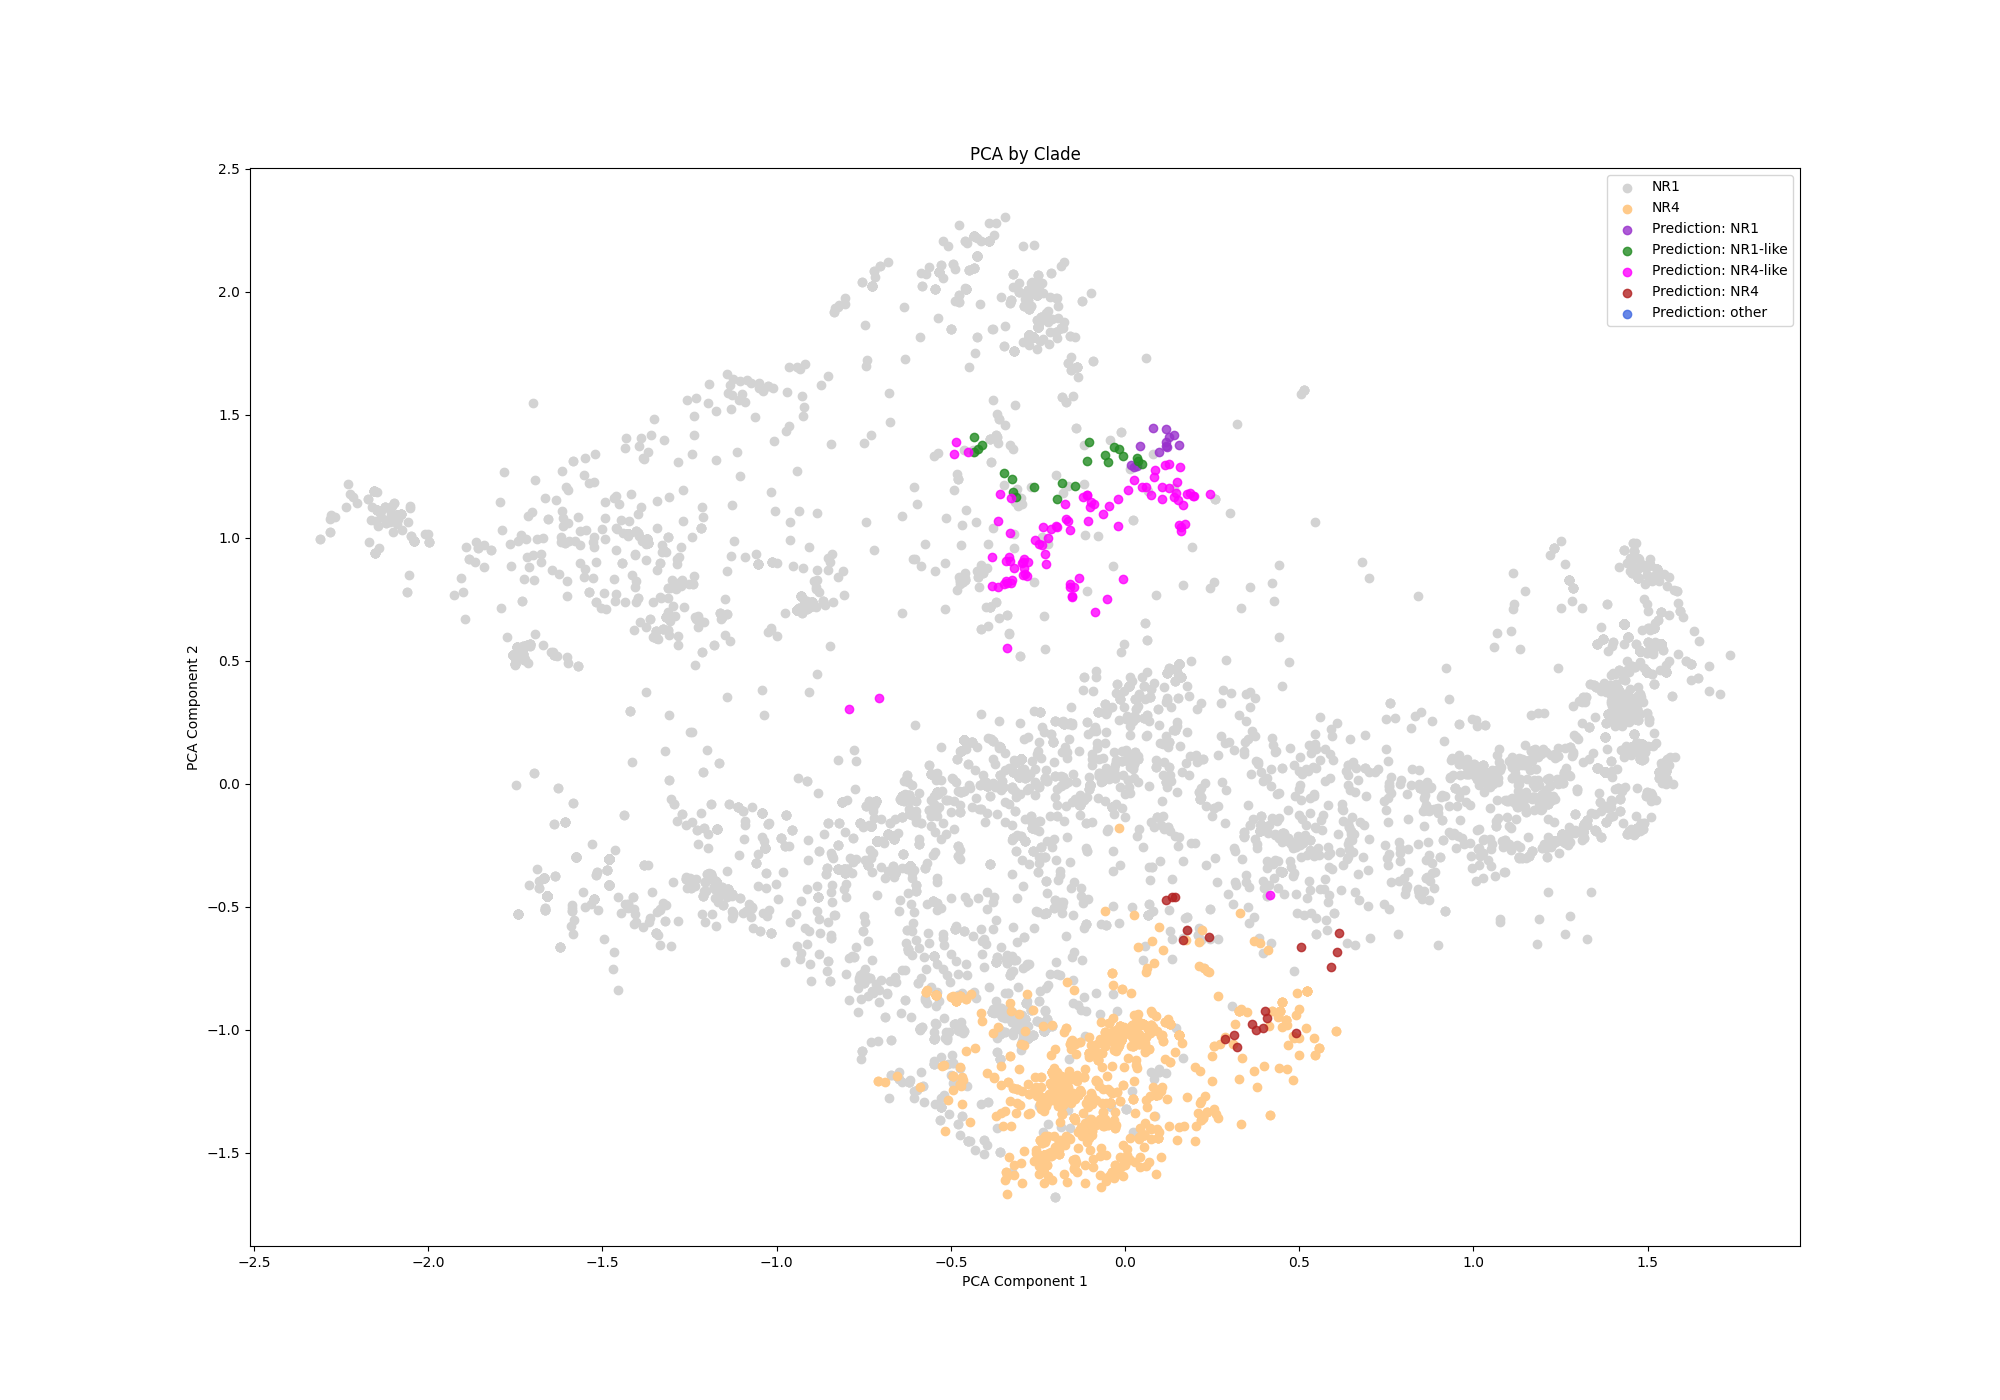 PCA by Clade
NR1
NR4
Prediction: NR1
Prediction: NR1-like
Prediction: NR4-like
Prediction: NR4
Prediction: other
PCA Component 2
2.5
2.0
1.5
1.0
0.5
0.0
−0.5
−1.0
−1.5
−2.5 −2.0 −1.5 −1.0 −0.5 0.0 0.5 1.0 1.5
PCA Component 1